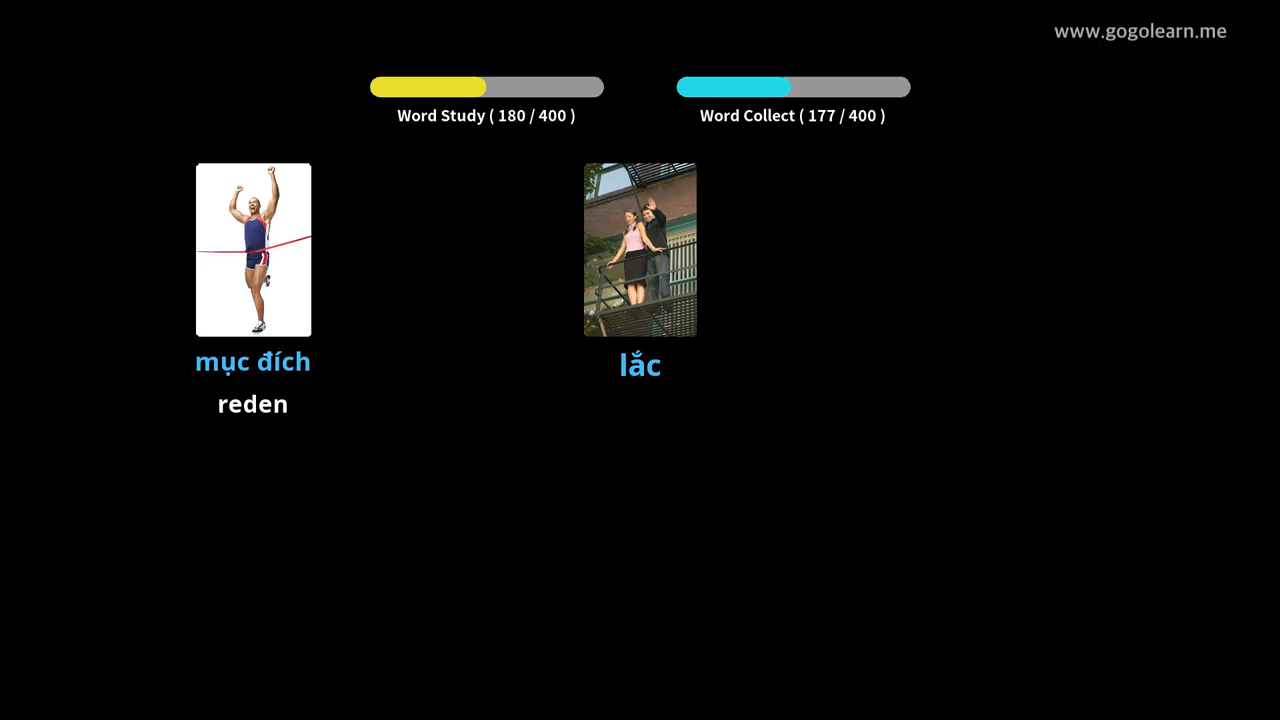 www.gogolearn.me
Word Study ( 180 / 400 )
Word Collect ( 177 / 400 )
mục đích
lắc
reden